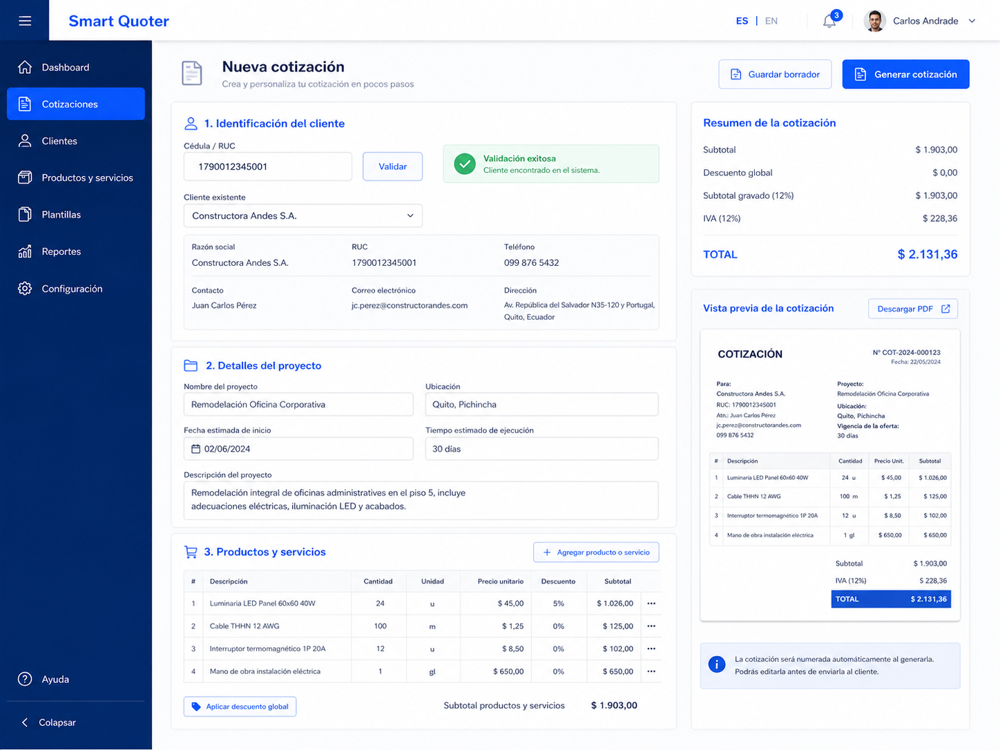 Smart Quoter
ES | EN
3
Carlos Andrade
Dashboard
Cotizaciones
Clientes
Productos y servicios
Plantillas
Reportes
Configuración
Ayuda
Colapsar
Nueva cotización
Crea y personaliza tu cotización en pocos pasos
Guardar borrador
Generar cotización
1. Identificación del cliente
Cédula / RUC
1790012345001
Validar
Validación exitosa
Cliente encontrado en el sistema.
Cliente existente
Constructora Andes S.A.
Razón social RUC Teléfono
Constructora Andes S.A. 1790012345001 099 876 5432
Contacto Correo electrónico Dirección
Juan Carlos Pérez jc.perez@constructorandes.com Av. República del Salvador N35-120 y Portugal,
Quito, Ecuador
2. Detalles del proyecto
Nombre del proyecto Ubicación
Remodelación Oficina Corporativa Quito, Pichincha
Fecha estimada de inicio Tiempo estimado de ejecución
02/06/2024 30 días
Descripción del proyecto
Remodelación integral de oficinas administrativas en el piso 5, incluye
adecuaciones eléctricas, iluminación LED y acabados.
3. Productos y servicios
+ Agregar producto o servicio
# Descripción Cantidad Unidad Precio unitario Descuento Subtotal
1 Luminaria LED Panel 60x60 40W 24 u $ 45,00 5% $ 1.026,00 ...
2 Cable THHN 12 AWG 100 m $ 1,25 0% $ 125,00 ...
3 Interruptor termomagnético 1P 20A 12 u $ 8,50 0% $ 102,00 ...
4 Mano de obra instalación eléctrica 1 gl $ 650,00 0% $ 650,00 ...
Aplicar descuento global
Subtotal productos y servicios $ 1.903,00
Resumen de la cotización
Subtotal $ 1.903,00
Descuento global $ 0,00
Subtotal gravado (12%) $ 1.903,00
IVA (12%) $ 228,36
TOTAL $ 2.131,36
Vista previa de la cotización
Descargar PDF
COTIZACIÓN
Nº COT-2024-000123
Fecha: 22/05/2024
Para:
Constructora Andes S.A.
RUC: 1790012345001
Atn.: Juan Carlos Pérez
jc.perez@constructorandes.com
099 876 5432
Proyecto:
Remodelación Oficina Corporativa
Ubicación:
Quito, Pichincha
Vigencia de la oferta:
30 dias
# Descripción Cantidad Precio Unit. Subtotal
1 Luminaria LED Panel 60x60 40W 24 u $ 45,00 $ 1.026,00
2 Cable THHN 12 AWG 100 m $ 1,25 $ 125,00
3 Interruptor termomagnético 1P 20A 12 u $ 8,50 $ 102,00
4 Mano de obra instalación eléctrica 1 gl $ 650,00 $ 650,00
Subtotal $ 1.903,00
IVA (12%) $ 228,36
TOTAL $ 2.131,36
La cotización será numerada automáticamente al generarla.
Podrás editarla antes de enviarla al cliente.